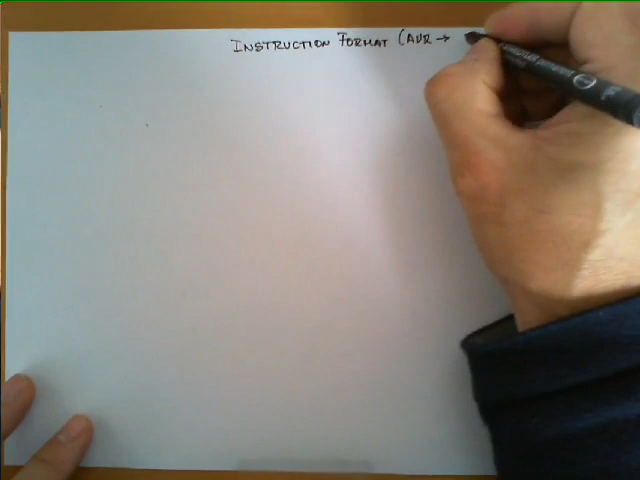 INSTRUCTION FORMAT (AVR →